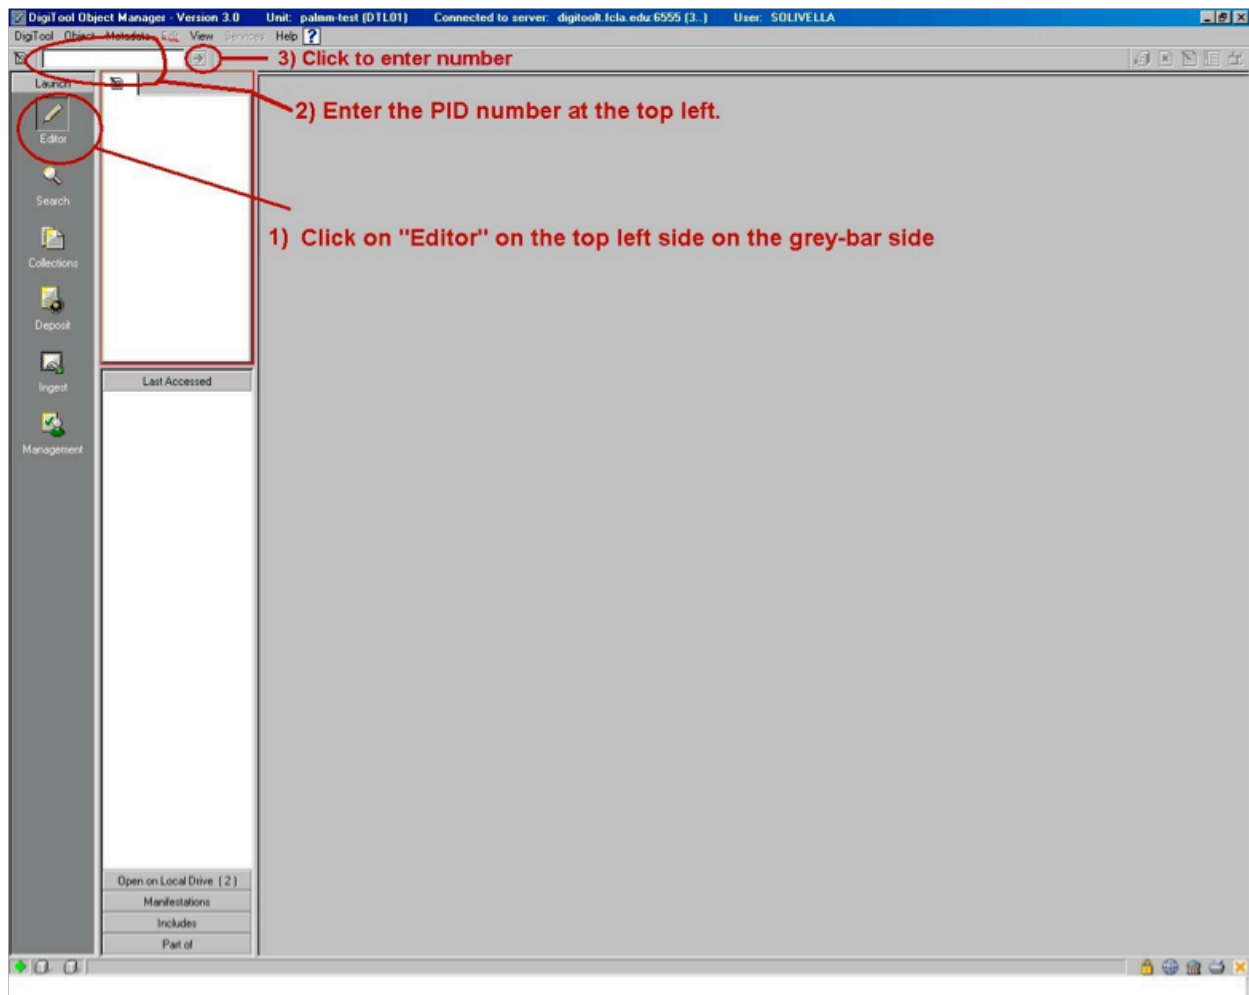 DigiTool Object Manager - Version 3.0 Unit: palmm-test (DTL01) Connected to server: digitoolt.fcla.edu:6555 (3..) User: SOLIVELLA
DigiTool Object Metadata Edit View Services Help ?
3) Click to enter number
Launch
2) Enter the PID number at the top left.
Editor
Search
1) Click on "Editor" on the top left side on the grey-bar side
Collections
Deposit
Ingest
Last Accessed
Management
Open on Local Drive ( 2 )
Manifestations
Includes
Part of